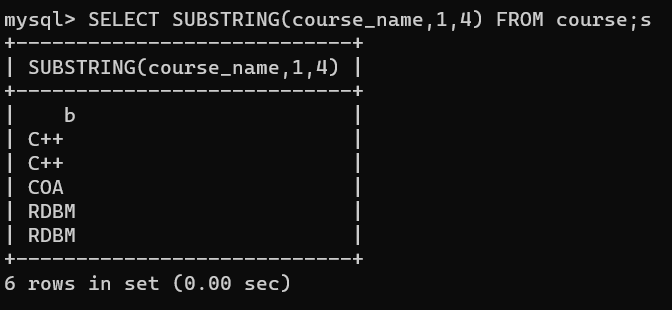 mysql> SELECT SUBSTRING(course_name,1,4) FROM course;s
+----------------------------+
| SUBSTRING(course_name,1,4) |
+----------------------------+
|    b                       |
| C++                        |
| C++                        |
| COA                        |
| RDBM                       |
| RDBM                       |
+----------------------------+
6 rows in set (0.00 sec)